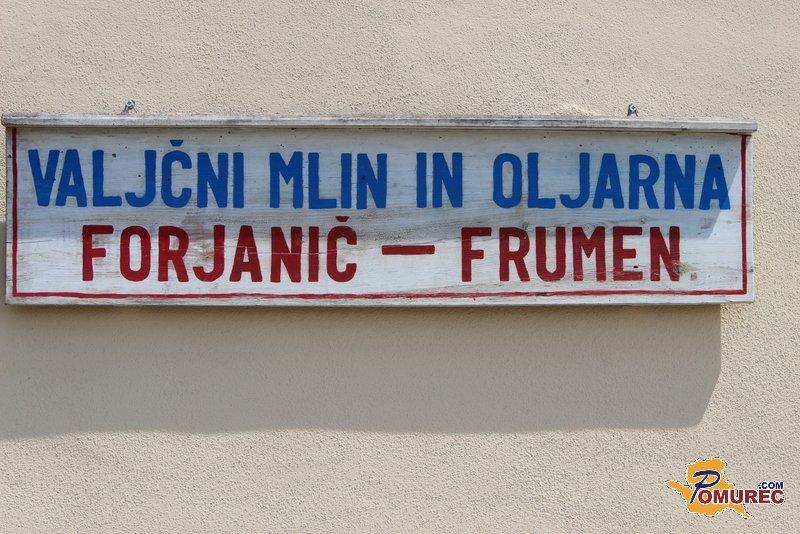 VALJČNI MLIN IN OLJARNA
FORJANIČ — FRUMEN
POMUREC.COM